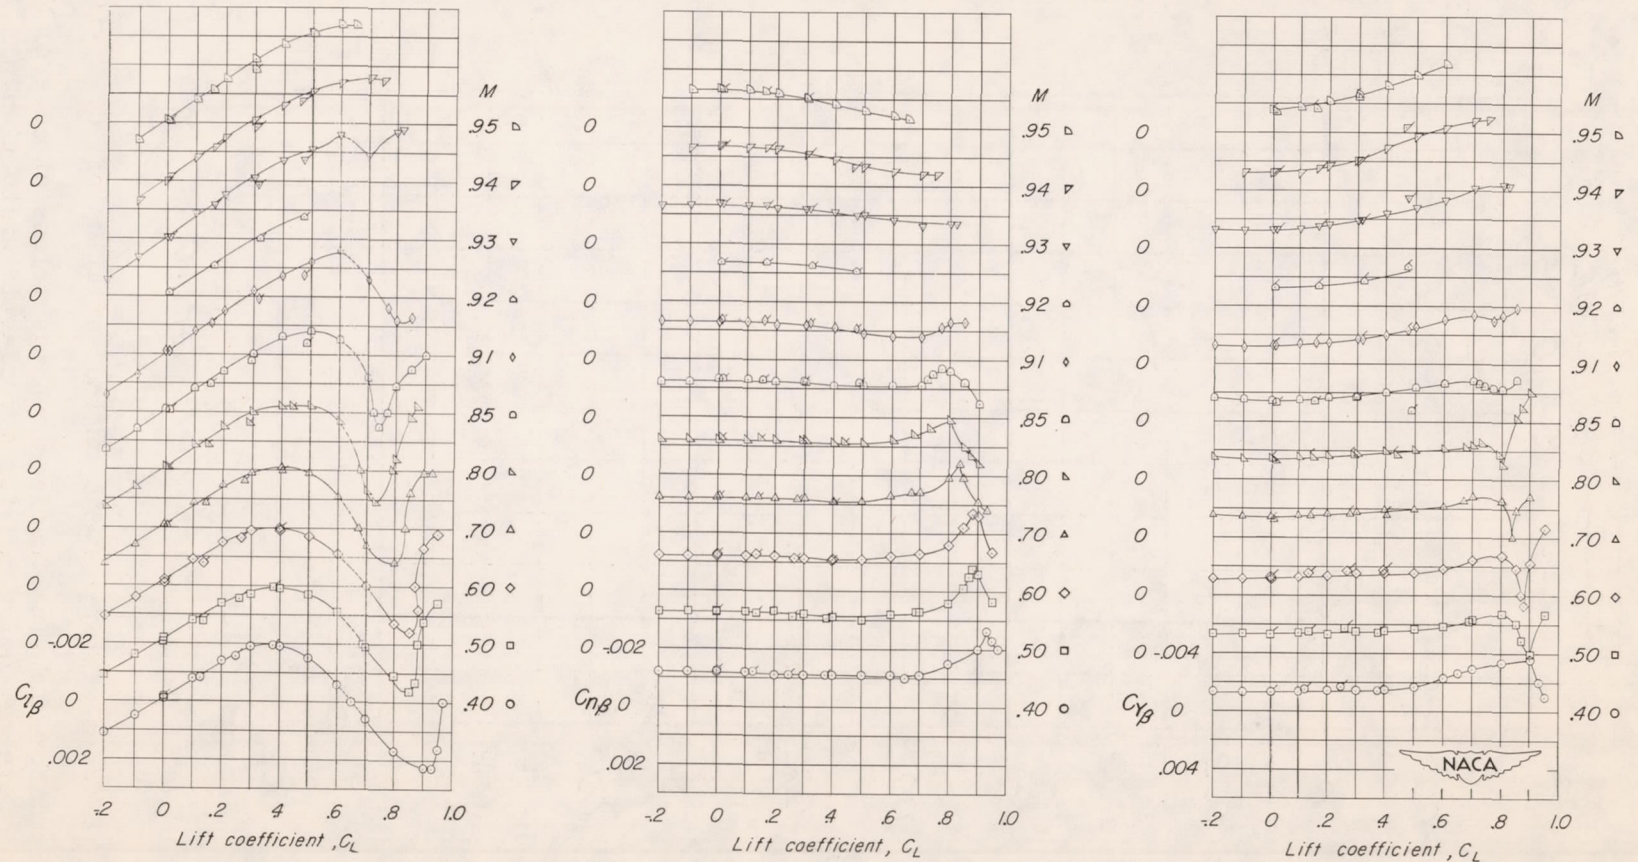 M
0 .95
0 .94
0 .93
0 .92
0 .91
0 .85
0 .80
0 .70
0 .60
0 -.002 .50
Clβ 0 .40
.002
-.2 0 .2 .4 .6 .8 1.0
Lift coefficient, CL
M
0 .95
0 .94
0 .93
0 .92
0 .91
0 .85
0 .80
0 .70
0 .60
0 -.002 .50
Cnβ 0 .40
.002
-.2 0 .2 .4 .6 .8 1.0
Lift coefficient, CL
M
0 .95
0 .94
0 .93
0 .92
0 .91
0 .85
0 .80
0 .70
0 .60
0 -.004 .50
CYβ 0 .40
.004
NACA
-.2 0 .2 .4 .6 .8 1.0
Lift coefficient, CL